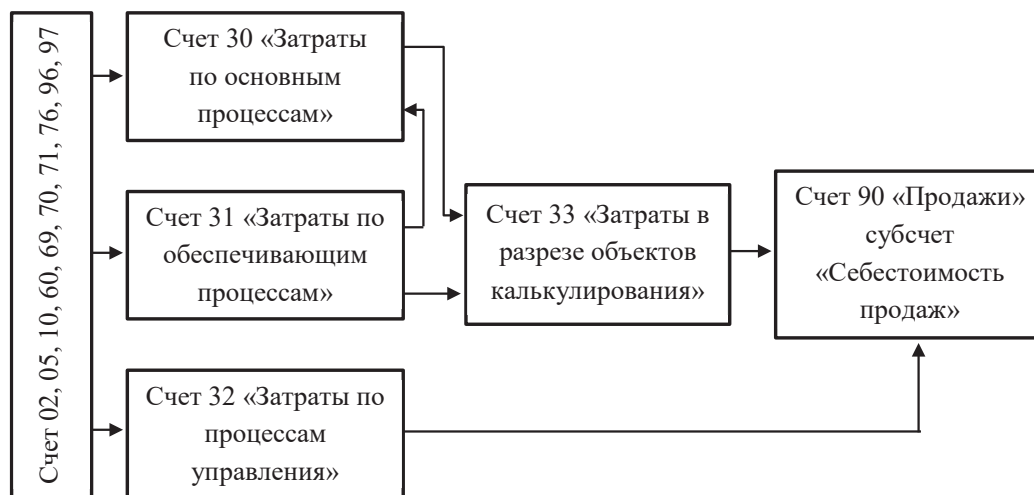 Счет 02, 05, 10, 60, 69, 70, 71, 76, 96, 97
Счет 30 «Затраты
по основным
процессам»
Счет 31 «Затраты по
обеспечивающим
процессам»
Счет 32 «Затраты по
процессам
управления»
Счет 33 «Затраты в
разрезе объектов
калькулирования»
Счет 90 «Продажи»
субсчет
«Себестоимость
продаж»